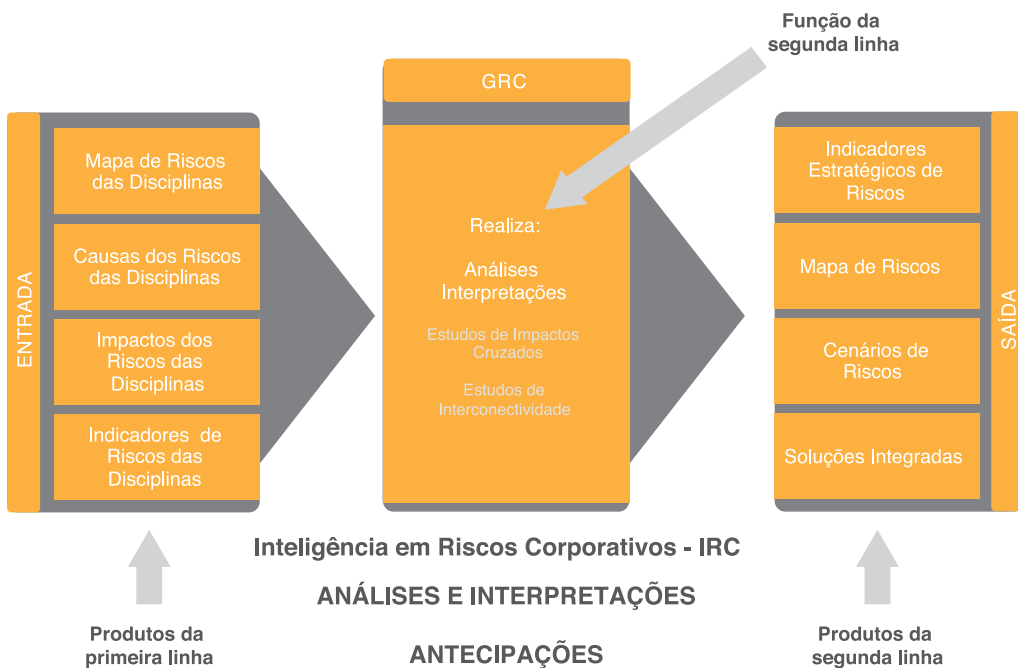 Função da
segunda linha
GRC
ENTRADA
Mapa de Riscos
das Disciplinas
Causas dos Riscos
das Disciplinas
Impactos dos
Riscos das
Disciplinas
Indicadores de
Riscos das
Disciplinas
Realiza:
Análises
Interpretações
Estudos de Impactos
Cruzados
Estudos de
Interconectividade
Indicadores
Estratégicos de
Riscos
Mapa de Riscos
Cenários de
Riscos
Soluções Integradas
SAÍDA
Inteligência em Riscos Corporativos - IRC
ANÁLISES E INTERPRETAÇÕES
ANTECIPAÇÕES
Produtos da
primeira linha
Produtos da
segunda linha